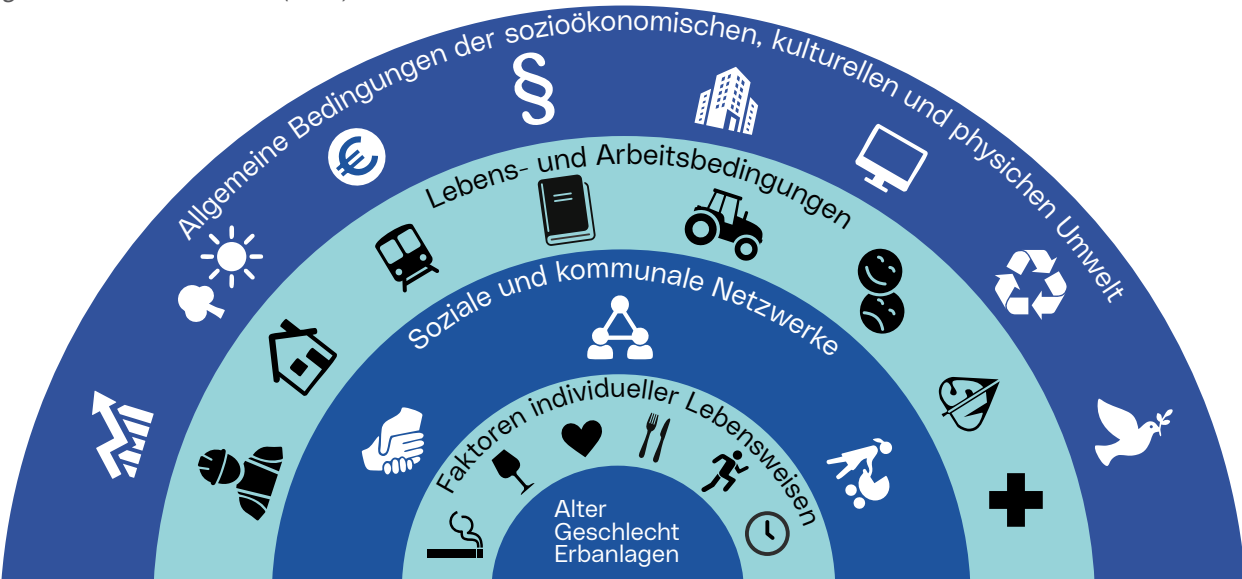 Allgemeine Bedingungen der sozioökonomischen, kulturellen und physichen Umwelt
§
€
Lebens- und Arbeitsbedingungen
Soziale und kommunale Netzwerke
Faktoren individueller Lebensweisen
Alter
Geschlecht
Erbanlagen